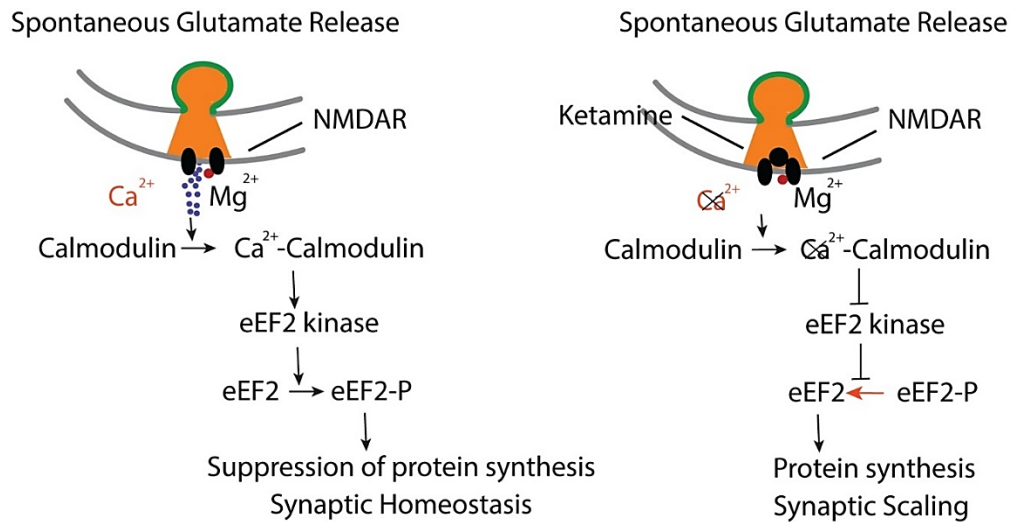 Spontaneous Glutamate Release
NMDAR
Ca²⁺
Mg²⁺
Calmodulin
Ca²⁺-Calmodulin
eEF2 kinase
eEF2
eEF2-P
Suppression of protein synthesis
Synaptic Homeostasis
Spontaneous Glutamate Release
Ketamine
NMDAR
Ca²⁺
Mg²⁺
Calmodulin
Ca²⁺-Calmodulin
eEF2 kinase
eEF2
eEF2-P
Protein synthesis
Synaptic Scaling